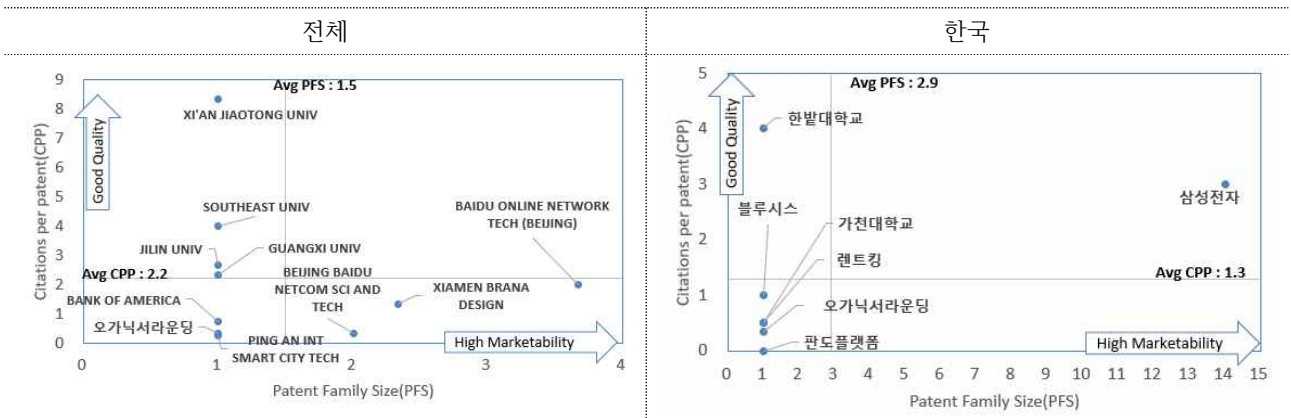 전체
한국
Avg PFS : 1.5
XI'AN JIAOTONG UNIV
SOUTHEAST UNIV
BAIDU ONLINE NETWORK
TECH (BEIJING)
JILIN UNIV
GUANGXI UNIV
Avg CPP : 2.2
BEIJING BAIDU
NETCOM SCI AND
TECH
XIAMEN BRANA
DESIGN
BANK OF AMERICA
오가닉서라운딩
PING AN INT
SMART CITY TECH
Good Quality
High Marketability
Citations per patent(CPP)
9
8
7
6
5
4
3
2
1
0
0
1
2
3
4
Patent Family Size(PFS)
Avg PFS : 2.9
한밭대학교
삼성전자
블루시스
가천대학교
렌트킹
Avg CPP : 1.3
오가닉서라운딩
판도플랫폼
Good Quality
High Marketability
Citations per patent(CPP)
5
4
3
2
1
0
0 1 2 3 4 5 6 7 8 9 10 11 12 13 14 15
Patent Family Size(PFS)